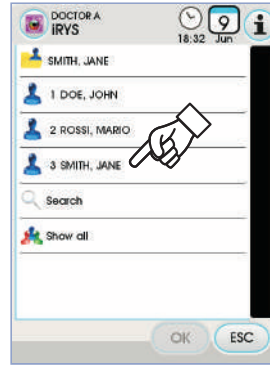 DOCTOR A
iRYS
9
18:32 Jun
i
SMITH, JANE
1 DOE, JOHN
2 ROSSI, MARIO
3 SMITH, JANE
Search
Show all
OK
ESC